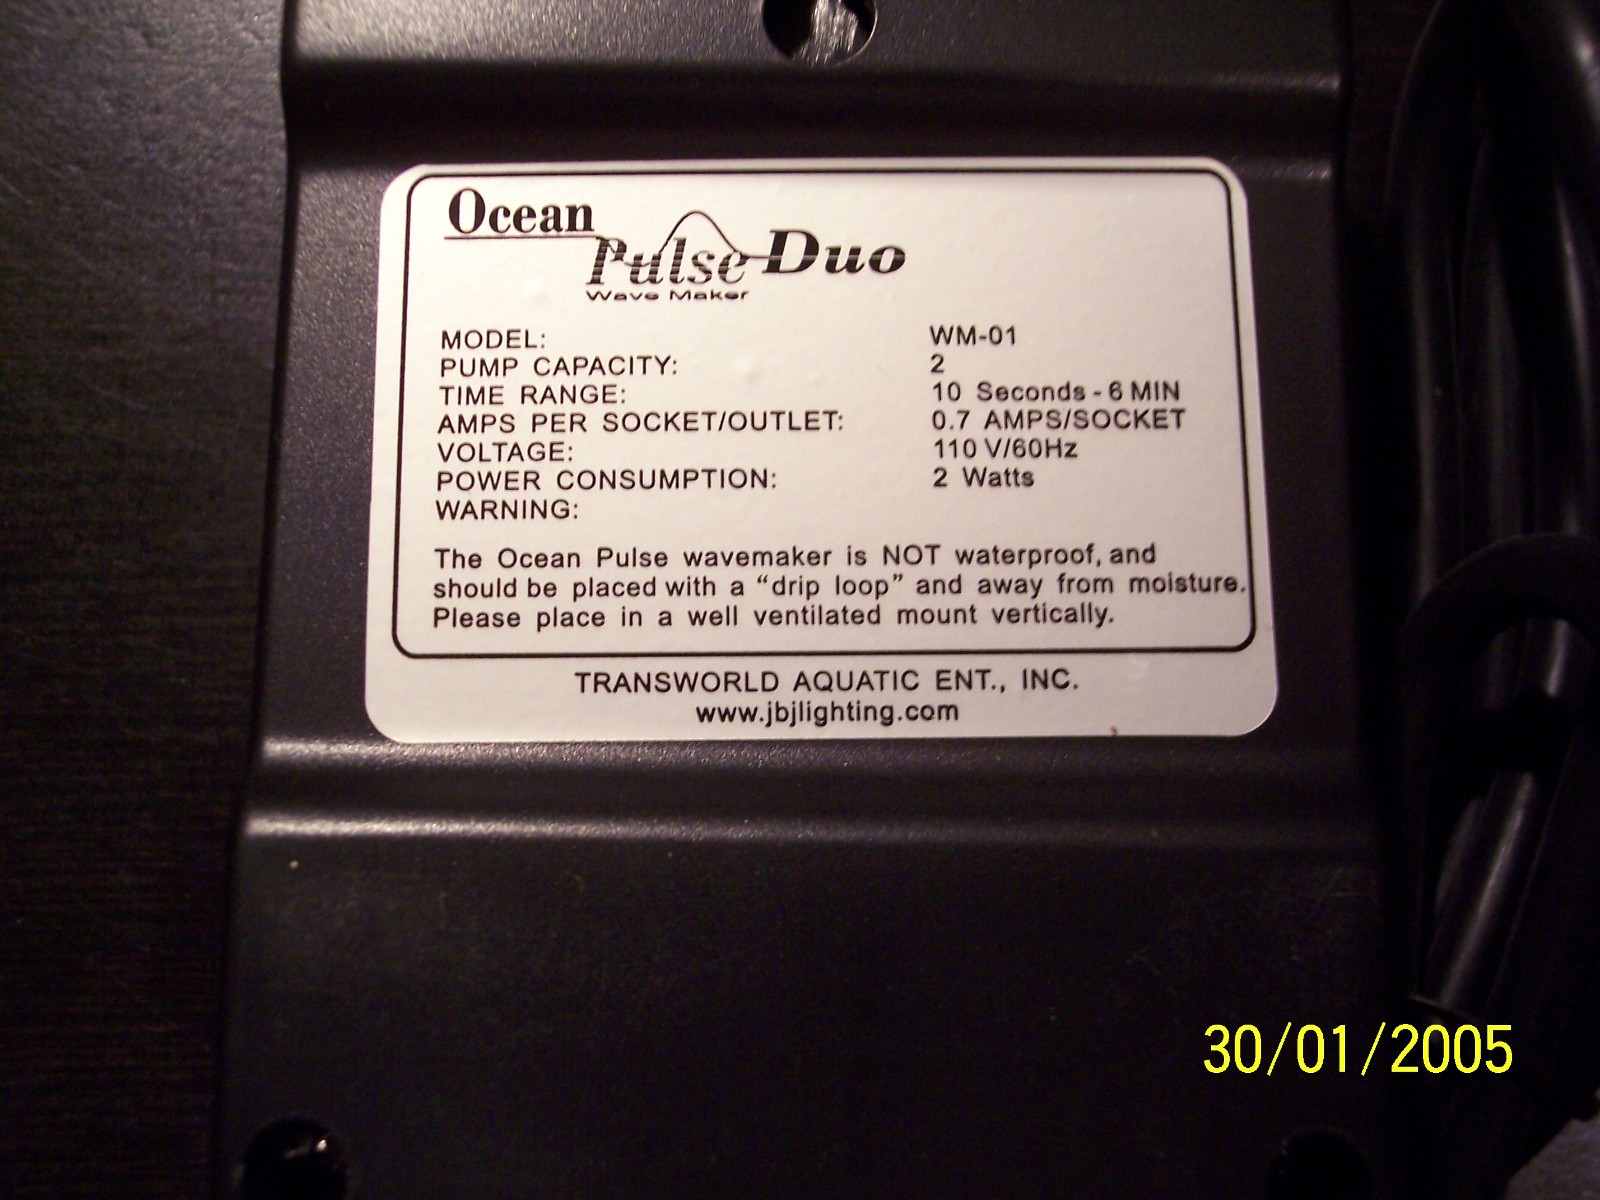 Ocean
Pulse Duo
Wave Maker
MODEL: WM-01
PUMP CAPACITY: 2
TIME RANGE: 10 Seconds - 6 MIN
AMPS PER SOCKET/OUTLET: 0.7 AMPS/SOCKET
VOLTAGE: 110 V/60Hz
POWER CONSUMPTION: 2 Watts
WARNING:
The Ocean Pulse wavemaker is NOT waterproof, and
should be placed with a “drip loop” and away from moisture.
Please place in a well ventilated mount vertically.
TRANSWORLD AQUATIC ENT., INC.
www.jbjlighting.com
30/01/2005